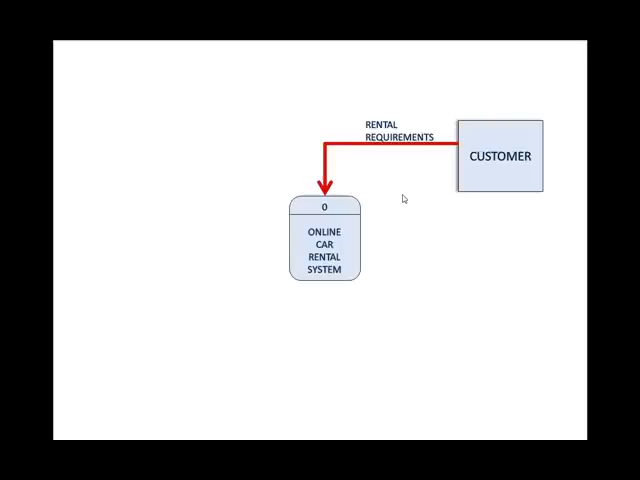 RENTAL
REQUIREMENTS
CUSTOMER
0
ONLINE
CAR
RENTAL
SYSTEM